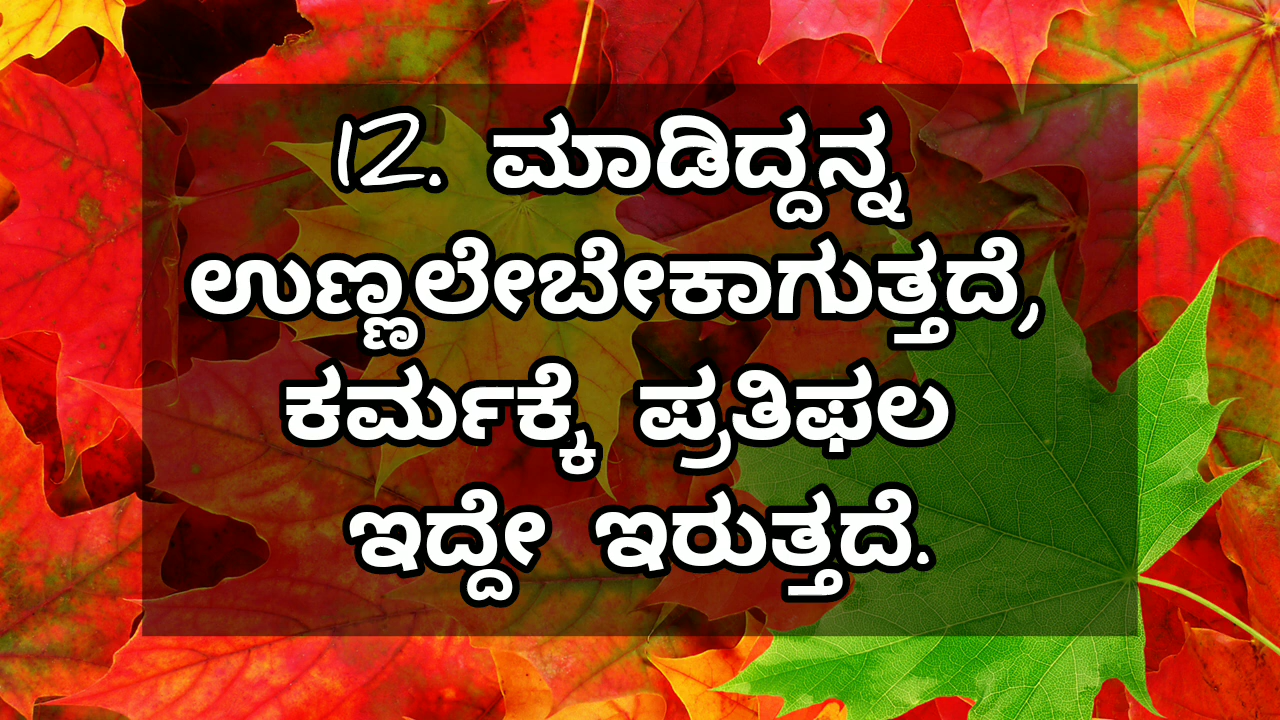 12. ಮಾಡಿದ್ದನ್ನ
ಉಣ್ಣಲೇಬೇಕಾಗುತ್ತದೆ,
ಕರ್ಮಕ್ಕೆ ಪ್ರತಿಫಲ
ಇದ್ದೇ ಇರುತ್ತದೆ.